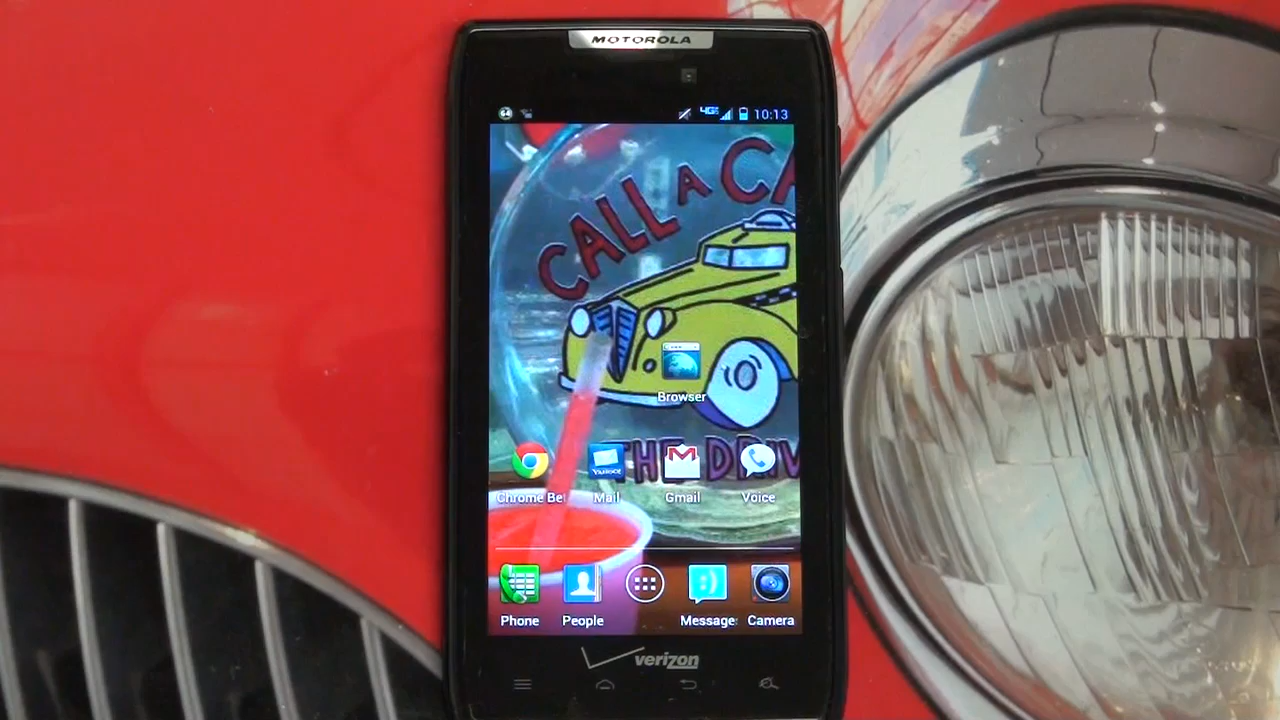 MOTOROLA
64
4G
10:13
CALL A CA
Browser
THE DRIV
YAHOO!
Chrome Be
Mail
Gmail
Voice
:)
Phone
People
Message
Camera
verizon